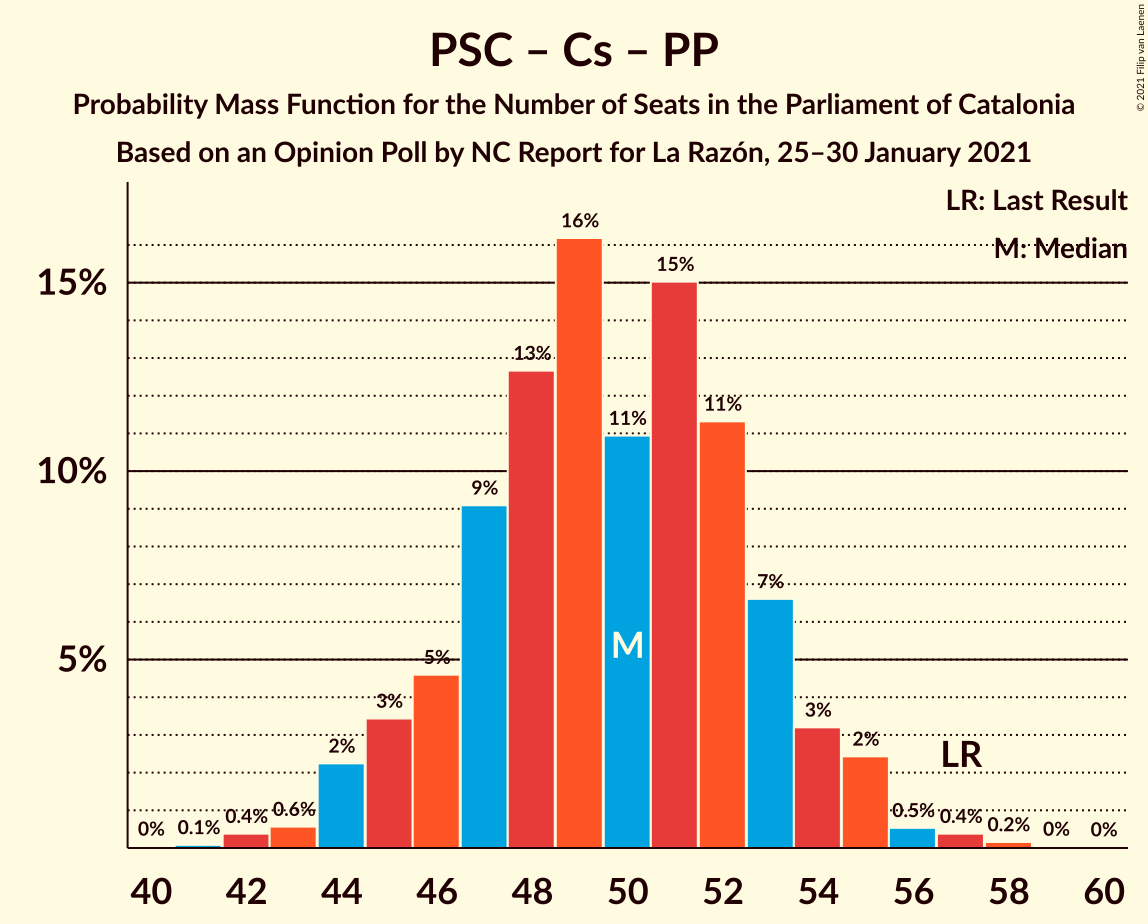 PSC – Cs – PP
Probability Mass Function for the Number of Seats in the Parliament of Catalonia
Based on an Opinion Poll by NC Report for La Razón, 25–30 January 2021
© 2021 Filip van Laenen
LR: Last Result
M: Median
15%
10%
5%
0%
0.1%
0.4%
0.6%
2%
3%
5%
9%
13%
16%
11%
15%
11%
7%
3%
2%
0.5%
0.4%
0.2%
0%
0%
M
LR
40 42 44 46 48 50 52 54 56 58 60